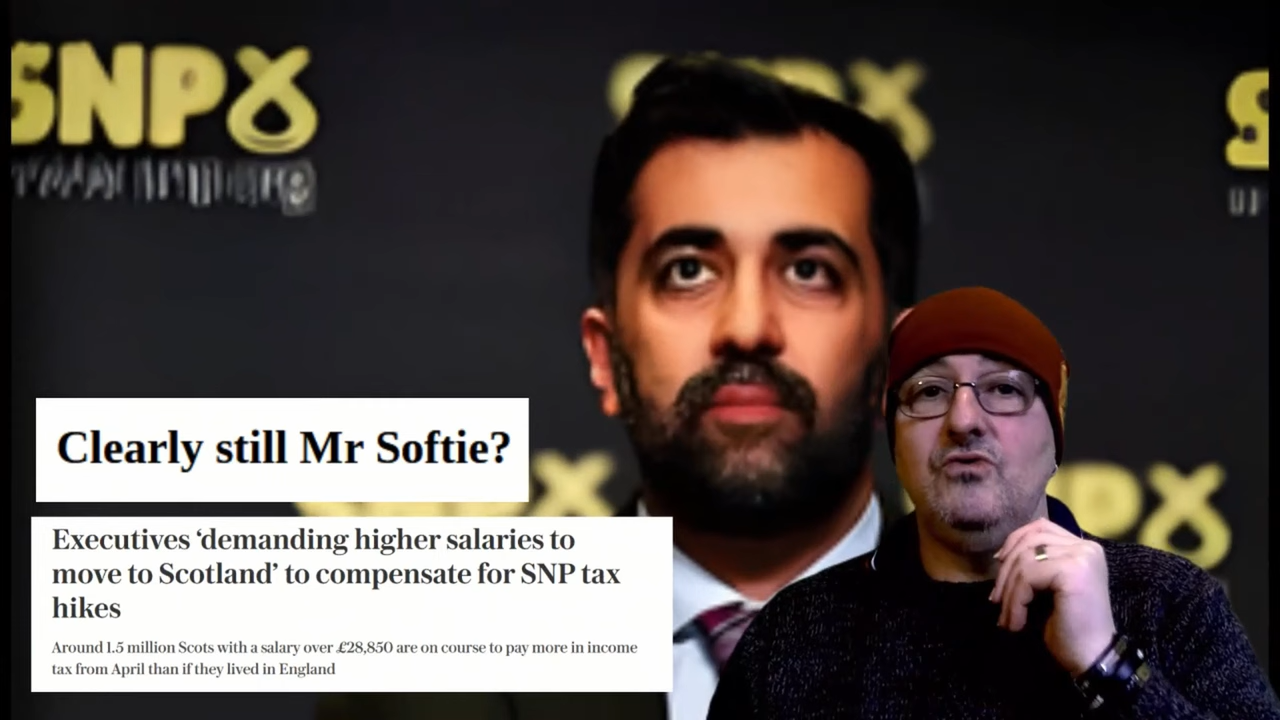 SNP
Clearly still Mr Softie?
Executives ‘demanding higher salaries to
move to Scotland’ to compensate for SNP tax
hikes
Around 1.5 million Scots with a salary over £28,850 are on course to pay more in income
tax from April than if they lived in England